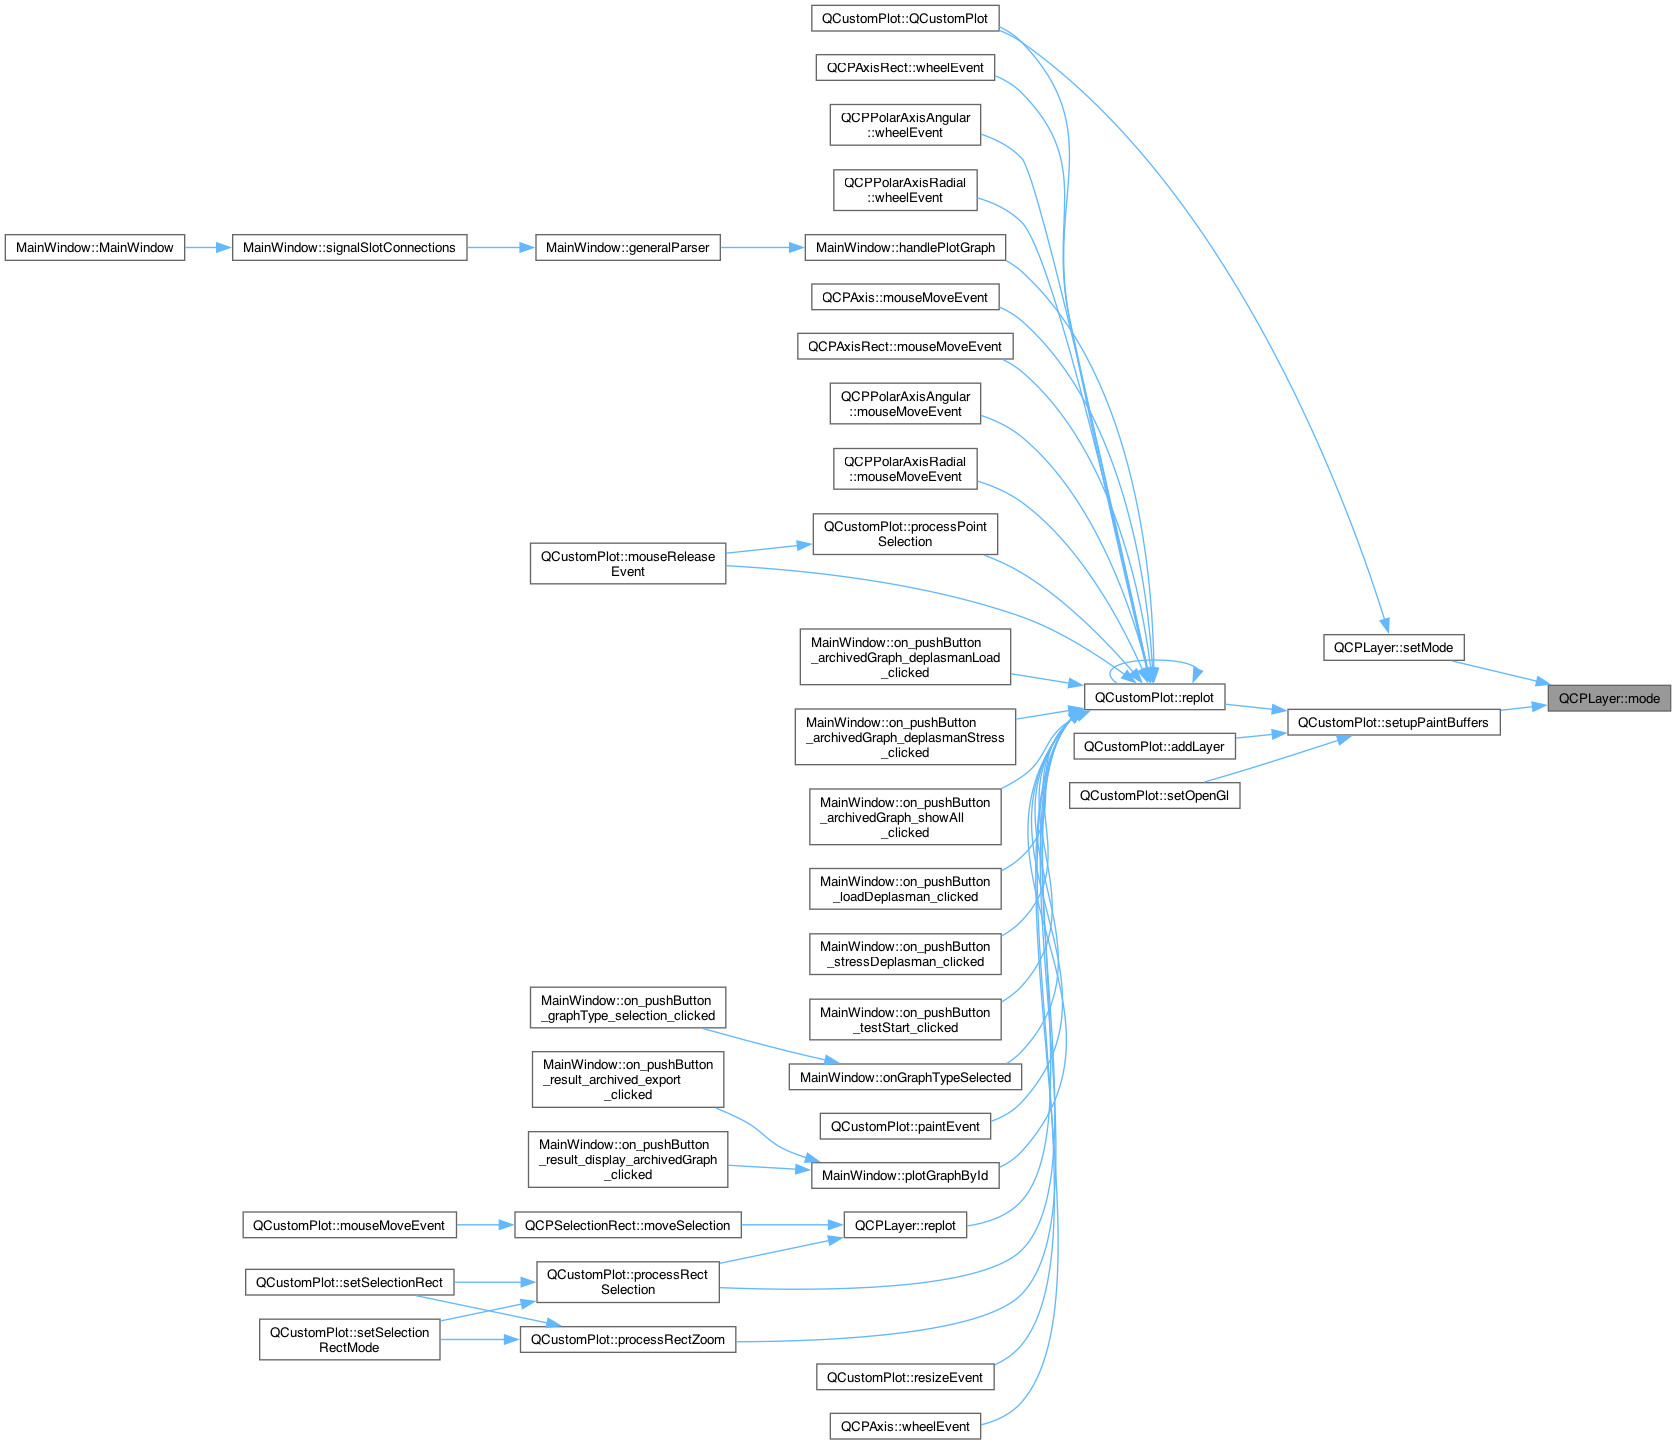 QCustomPlot::QCustomPlot
QCPAxisRect::wheelEvent
QCPPolarAxisAngular
::wheelEvent
QCPPolarAxisRadial
::wheelEvent
MainWindow::MainWindow
MainWindow::signalSlotConnections
MainWindow::generalParser
MainWindow::handlePlotGraph
QCPAxis::mouseMoveEvent
QCPAxisRect::mouseMoveEvent
QCPPolarAxisAngular
::mouseMoveEvent
QCPPolarAxisRadial
::mouseMoveEvent
QCustomPlot::processPoint
Selection
QCustomPlot::mouseRelease
Event
MainWindow::on_pushButton
_archivedGraph_deplasmanLoad
_clicked
QCPLayer::setMode
QCustomPlot::replot
QCPLayer::mode
MainWindow::on_pushButton
_archivedGraph_deplasmanStress
_clicked
QCustomPlot::setupPaintBuffers
QCustomPlot::addLayer
QCustomPlot::setOpenGl
MainWindow::on_pushButton
_archivedGraph_showAll
_clicked
MainWindow::on_pushButton
_loadDeplasman_clicked
MainWindow::on_pushButton
_stressDeplasman_clicked
MainWindow::on_pushButton
_graphType_selection_clicked
MainWindow::on_pushButton
_testStart_clicked
MainWindow::on_pushButton
_result_archived_export
_clicked
MainWindow::onGraphTypeSelected
QCustomPlot::paintEvent
MainWindow::on_pushButton
_result_display_archivedGraph
_clicked
MainWindow::plotGraphById
QCustomPlot::mouseMoveEvent
QCPSelectionRect::moveSelection
QCPLayer::replot
QCustomPlot::setSelectionRect
QCustomPlot::processRect
Selection
QCustomPlot::setSelection
RectMode
QCustomPlot::processRectZoom
QCustomPlot::resizeEvent
QCPAxis::wheelEvent